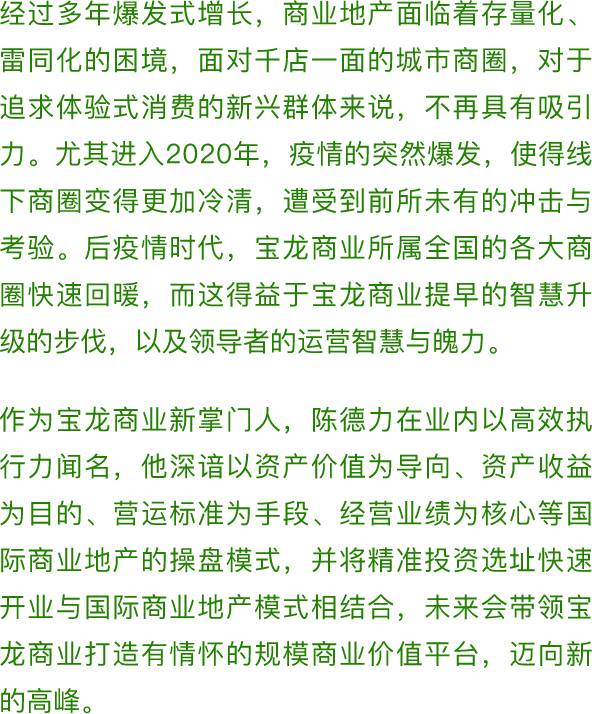 经过多年爆发式增长，商业地产面临着存量化、
雷同化的困境，面对千店一面的城市商圈，对于
追求体验式消费的新兴群体来说，不再具有吸引
力。尤其进入2020年，疫情的突然爆发，使得线
下商圈变得更加冷清，遭受到前所未有的冲击与
考验。后疫情时代，宝龙商业所属全国的各大商
圈快速回暖，而这得益于宝龙商业提早的智慧升
级的步伐，以及领导者的运营智慧与魄力。
作为宝龙商业新掌门人，陈德力在业内以高效执
行力闻名，他深谙以资产价值为导向、资产收益
为目的、营运标准为手段、经营业绩为核心等国
际商业地产的操盘模式，并将精准投资选址快速
开业与国际商业地产模式相结合，未来会带领宝
龙商业打造有情怀的规模商业价值平台，迈向新
的高峰。